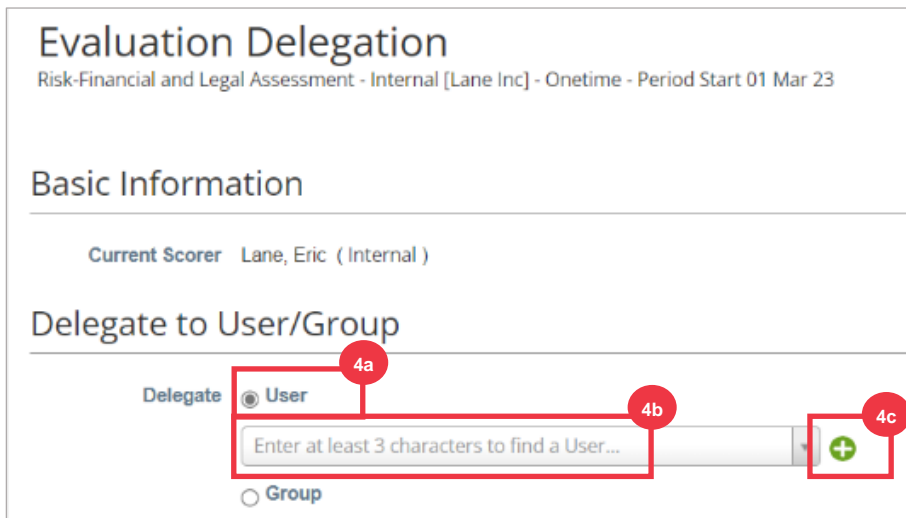 Evaluation Delegation
Risk-Financial and Legal Assessment - Internal [Lane Inc] - Onetime - Period Start 01 Mar 23
Basic Information
Current Scorer Lane, Eric ( Internal )
Delegate to User/Group
4a
Delegate User
4b
4c
Enter at least 3 characters to find a User...
Group